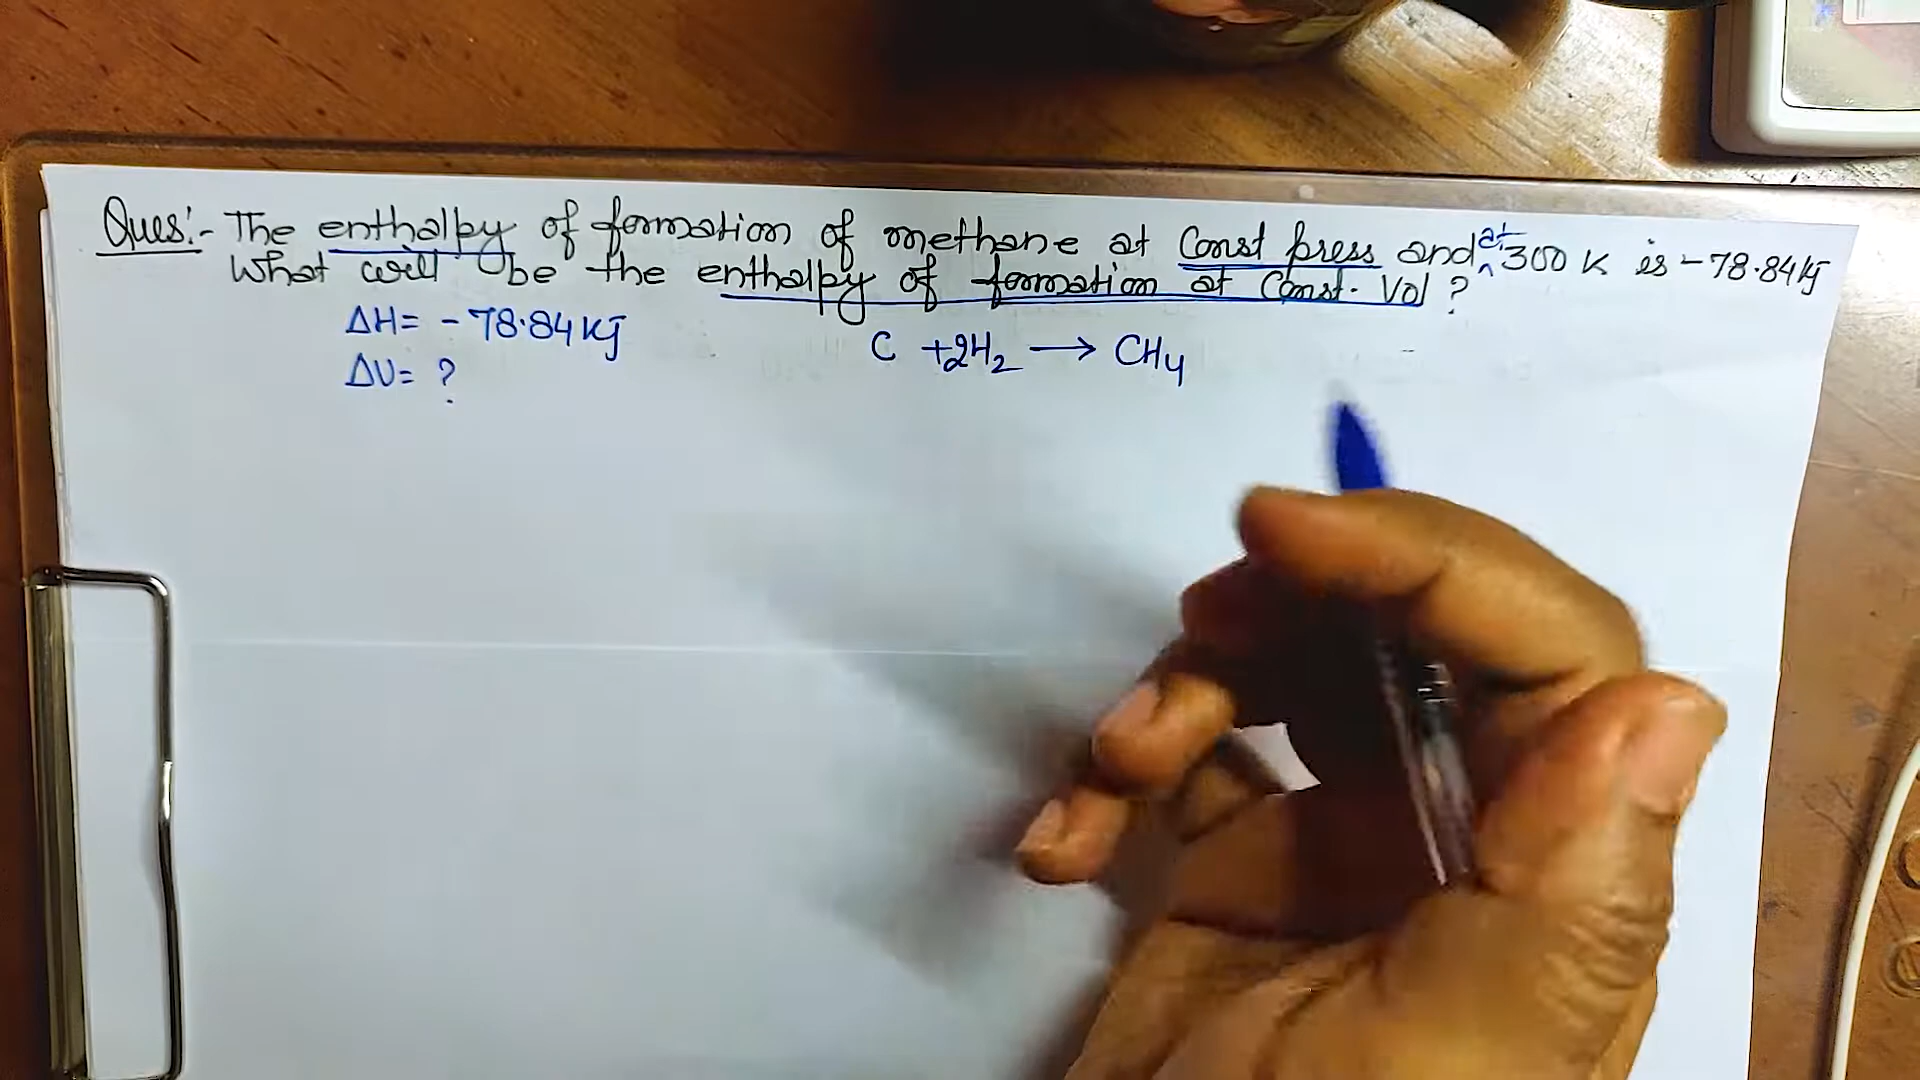 Ques:- The enthalpy of formation of methane at Const press and at 300 K is -78.84 kJ
What will be the enthalpy of formation at Const. Vol ?
ΔH = -78.84 kJ
ΔU = ?
C + 2H₂ → CH₄